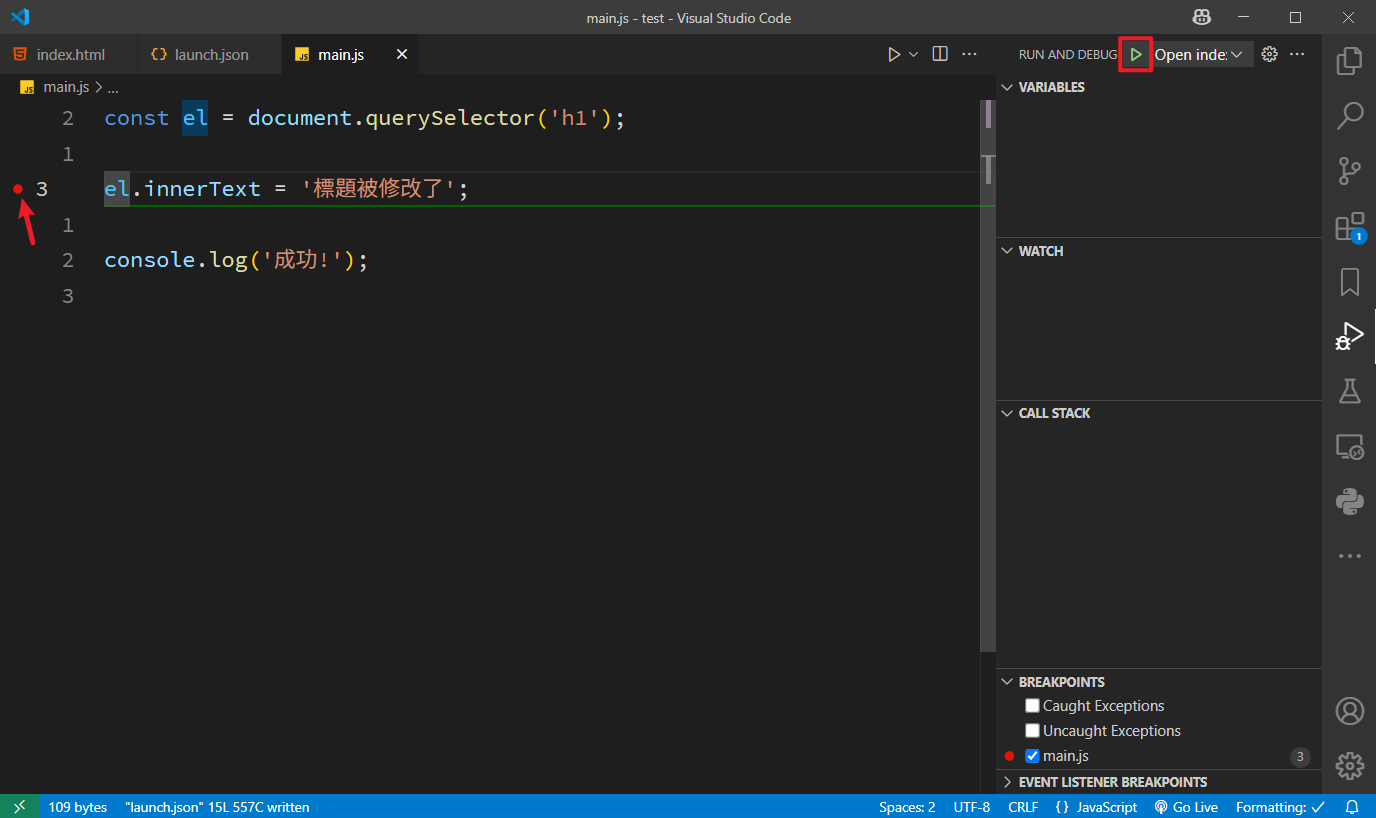 main.js - test - Visual Studio Code
index.html
launch.json
main.js
RUN AND DEBUG
Open inde:
main.js > ...
2 const el = document.querySelector('h1');
1
3 el.innerText = '標題被修改了';
1
2 console.log('成功!');
3
VARIABLES
WATCH
CALL STACK
BREAKPOINTS
Caught Exceptions
Uncaught Exceptions
main.js 3
EVENT LISTENER BREAKPOINTS
1
109 bytes "launch.json" 15L 557C written Spaces: 2 UTF-8 CRLF {} JavaScript Go Live Formatting: ✓